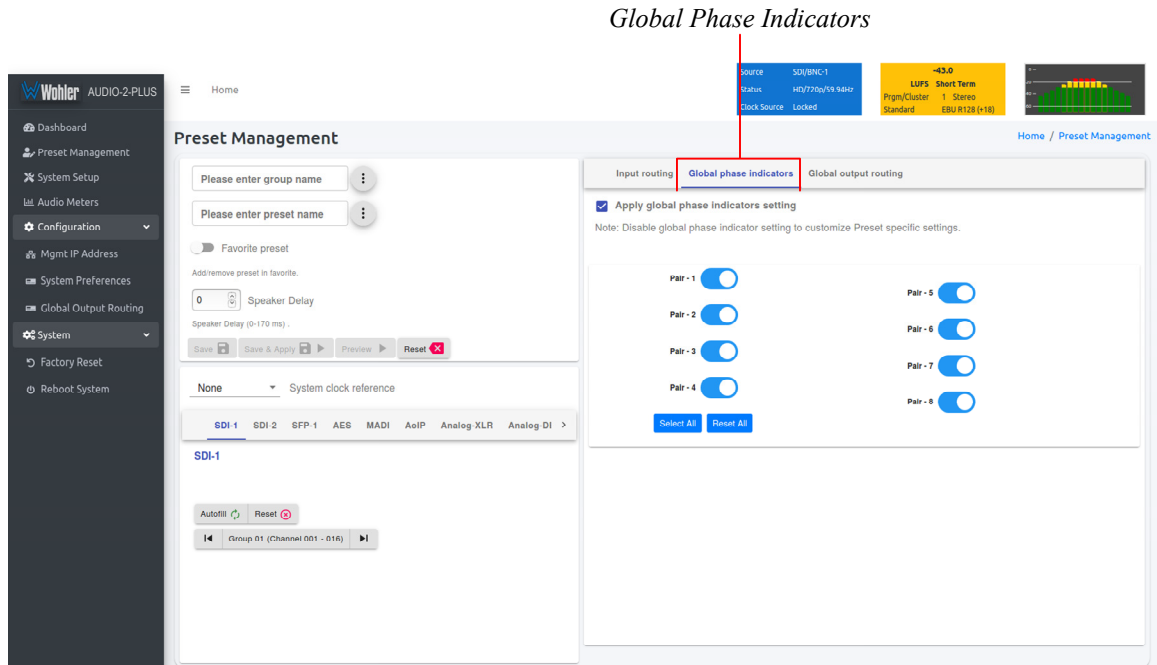 Global Phase Indicators
Wohler AUDIO-2-PLUS
Home
Source SDI/BNC-1
Status HD/720p/59.94Hz
Clock Source Locked
-43.0
LUFS Short Term
Prgm/Cluster 1 Stereo
Standard EBU R128 (+18)
Dashboard
Preset Management
System Setup
Audio Meters
Configuration
Mgmt IP Address
System Preferences
Global Output Routing
System
Factory Reset
Reboot System
Preset Management
Home / Preset Management
Please enter group name
Please enter preset name
Favorite preset
Add/remove preset in favorite.
0 Speaker Delay
Speaker Delay (0-170 ms) .
Save Save & Apply Preview Reset
None System clock reference
SDI-1 SDI-2 SFP-1 AES MADI AoIP Analog-XLR Analog-DI
SDI-1
Autofill Reset
Group 01 (Channel 001 - 016)
Input routing Global phase indicators Global output routing
Apply global phase indicators setting
Note: Disable global phase indicator setting to customize Preset specific settings.
Pair - 1
Pair - 2
Pair - 3
Pair - 4
Pair - 5
Pair - 6
Pair - 7
Pair - 8
Select All Reset All